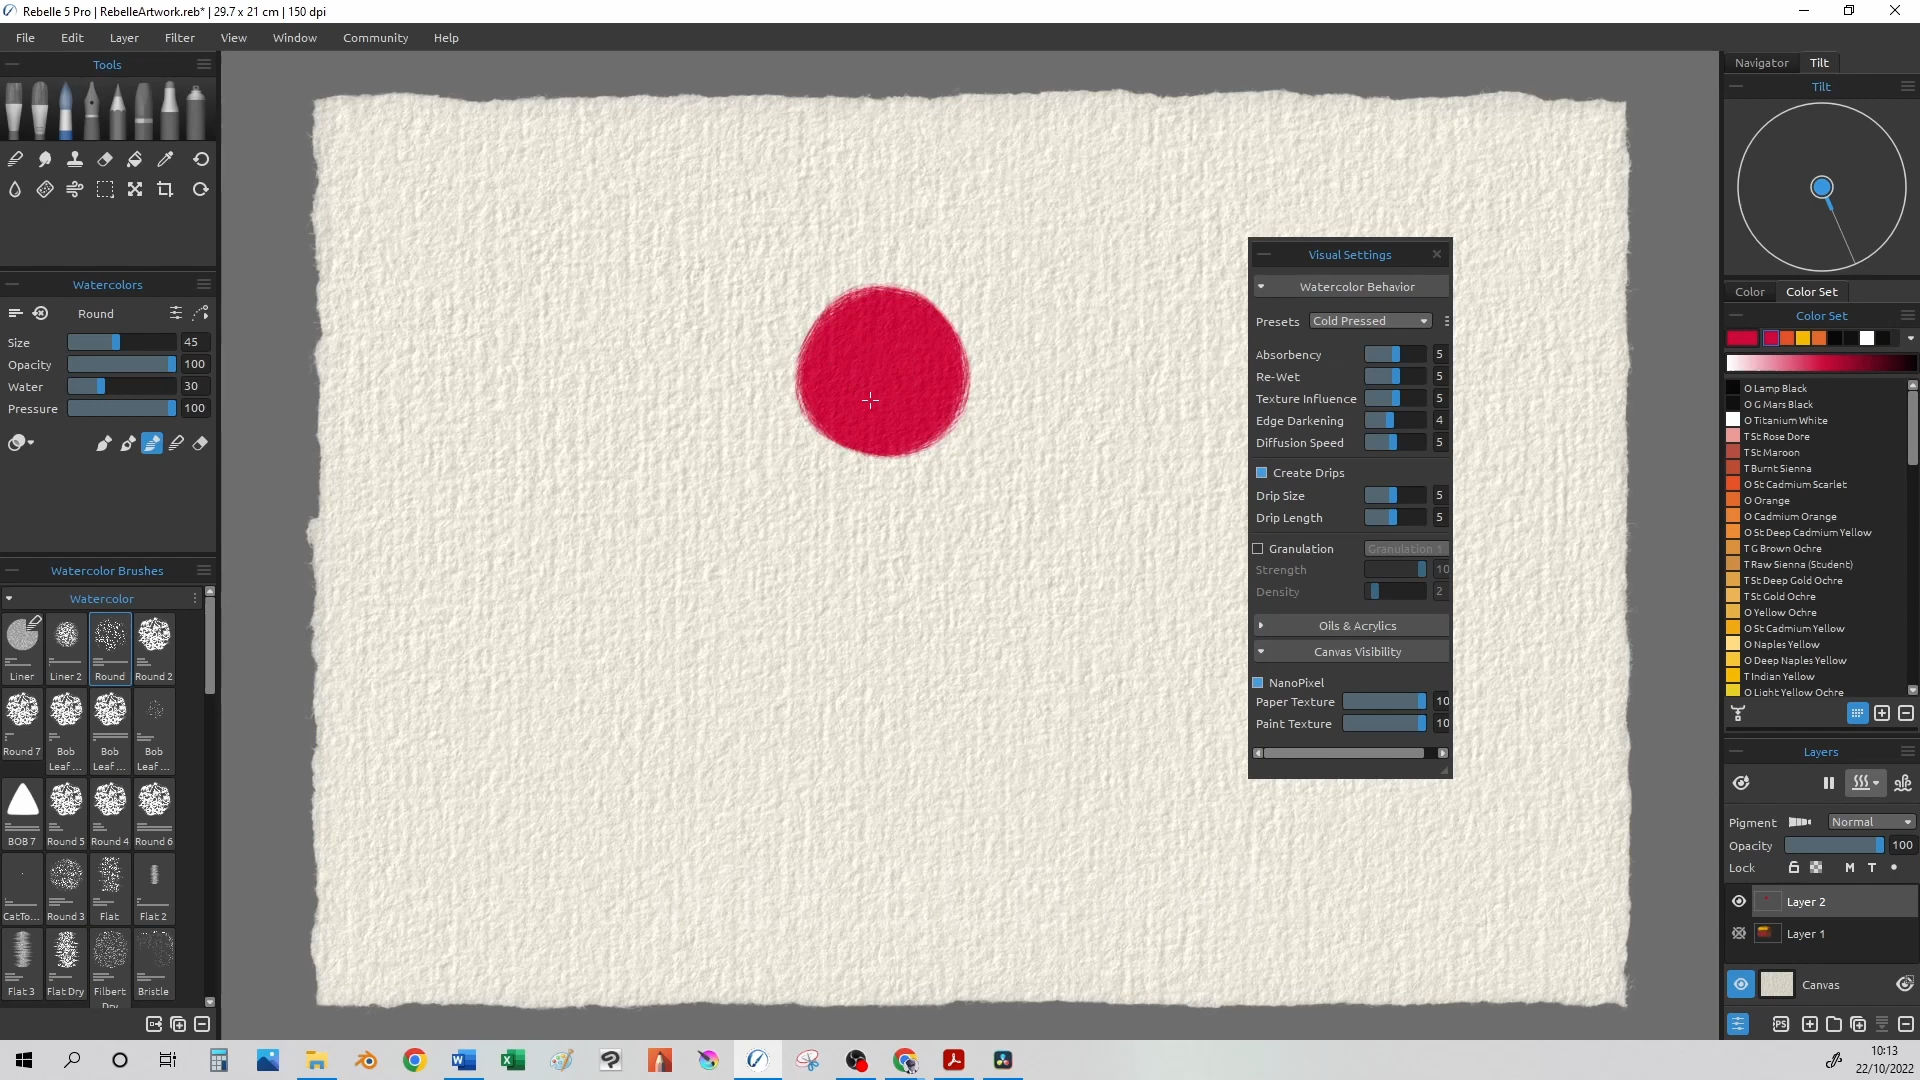 Rebelle 5 Pro | RebelleArtwork.reb* | 29.7 x 21 cm | 150 dpi
File Edit Layer Filter View Window Community Help
Tools
Watercolors
Round
Size 45
Opacity 100
Water 30
Pressure 100
Watercolor Brushes
Watercolor
Liner Liner 2 Round Round 2
Round 7 Bob Leaf ... Bob Leaf ... Bob Leaf ...
BOB 7 Round 5 Round 4 Round 6
CatTo... Round 3 Flat Flat 2
Flat 3 Flat Dry Filbert Dry Bristle
Visual Settings
Watercolor Behavior
Presets Cold Pressed
Absorbency 5
Re-Wet 5
Texture Influence 5
Edge Darkening 4
Diffusion Speed 5
Create Drips
Drip Size 5
Drip Length 5
Granulation Granulation 1
Strength 10
Density 2
Oils & Acrylics
Canvas Visibility
NanoPixel
Paper Texture 10
Paint Texture 10
Navigator Tilt
Tilt
Color Color Set
Color Set
O Lamp Black
O G Mars Black
O Titanium White
T St Rose Dore
T St Maroon
T Burnt Sienna
O St Cadmium Scarlet
O Orange
O Cadmium Orange
O St Deep Cadmium Yellow
T G Brown Ochre
T Raw Sienna (Student)
T St Deep Gold Ochre
T St Gold Ochre
O Yellow Ochre
O St Cadmium Yellow
O Naples Yellow
O Deep Naples Yellow
T Indian Yellow
O Light Yellow Ochre
Layers
Pigment Normal
Opacity 100
Lock M T
Layer 2
Layer 1
Canvas
PS
10:13
22/10/2022